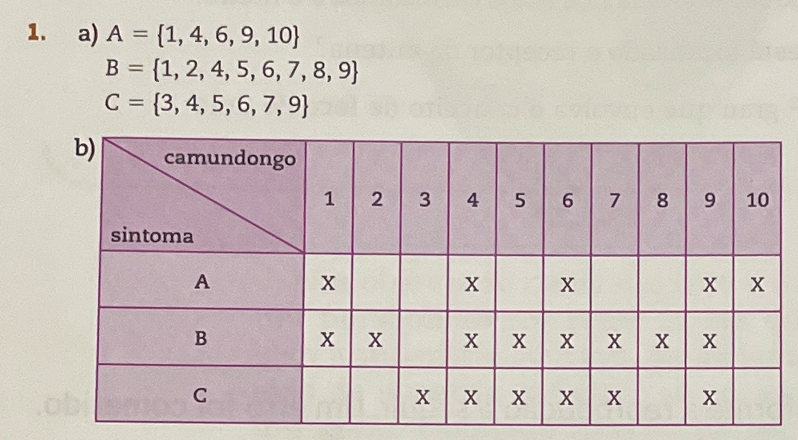 1. a) A = {1, 4, 6, 9, 10}
B = {1, 2, 4, 5, 6, 7, 8, 9}
C = {3, 4, 5, 6, 7, 9}
b) camundongo
sintoma
1 2 3 4 5 6 7 8 9 10
A X X X X X
B X X X X X X X X
C X X X X X X